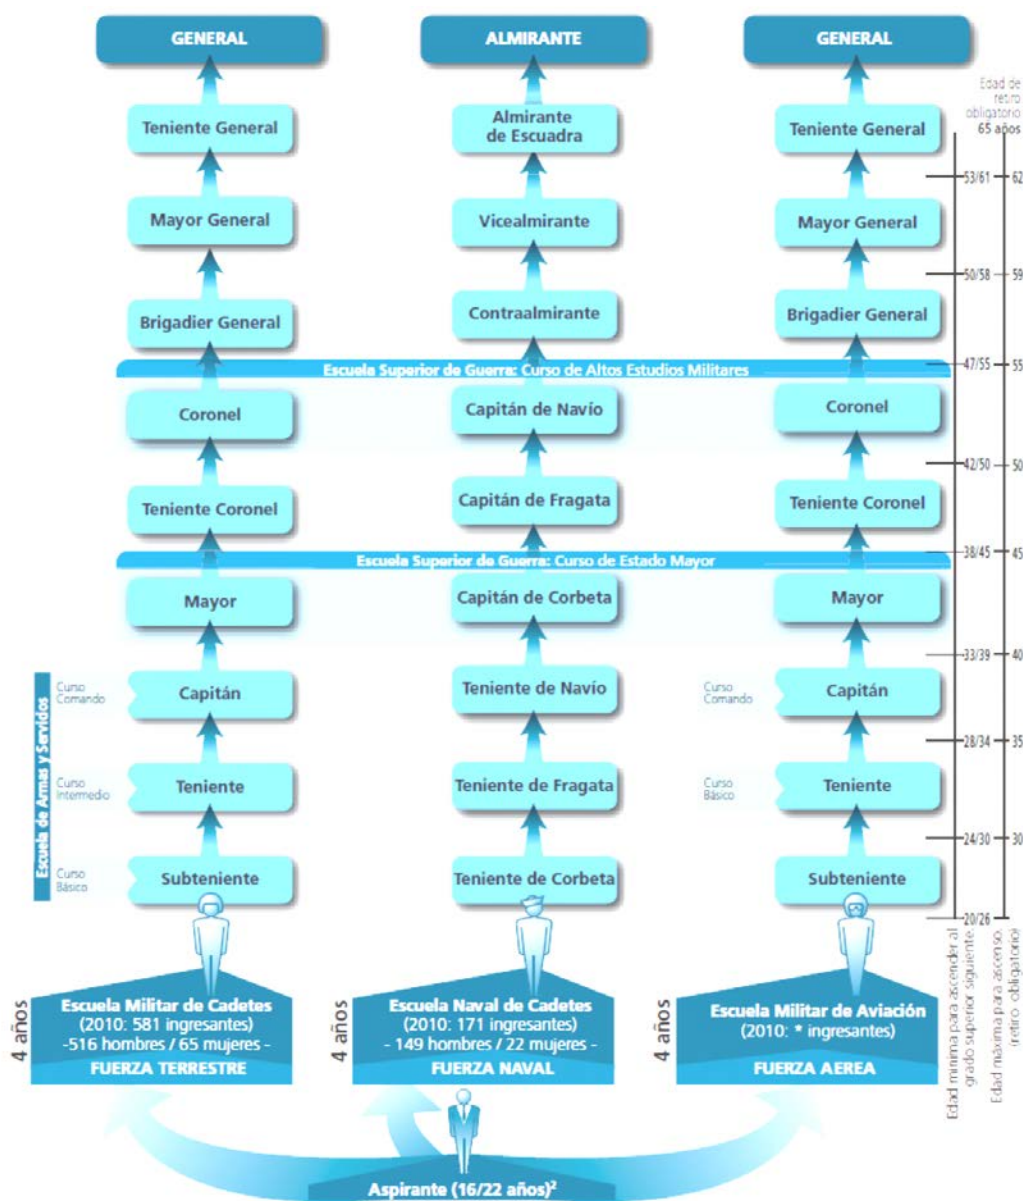 GENERAL
ALMIRANTE
GENERAL
Edad de
retiro
obligatorio
65 años
Teniente General
Almirante
de Escuadra
Teniente General
53/61
62
Mayor General
Vicealmirante
Mayor General
50/58
59
Brigadier General
Contraalmirante
Brigadier General
47/55
55
Escuela Superior de Guerra: Curso de Altos Estudios Militares
Coronel
Capitán de Navío
Coronel
42/50
50
Teniente Coronel
Capitán de Fragata
Teniente Coronel
38/45
45
Escuela Superior de Guerra: Curso de Estado Mayor
Mayor
Capitán de Corbeta
Mayor
33/39
40
Escuela de Armas y Servidos
Curso
Comando
Capitán
Teniente de Navío
Curso
Comando
Capitán
28/34
35
Curso
Intermedio
Teniente
Teniente de Fragata
Curso
Básico
Teniente
24/30
30
Curso
Básico
Subteniente
Teniente de Corbeta
Subteniente
20/26
4 años
Escuela Militar de Cadetes
(2010: 581 ingresantes)
-516 hombres / 65 mujeres -
FUERZA TERRESTRE
4 años
Escuela Naval de Cadetes
(2010: 171 ingresantes)
- 149 hombres / 22 mujeres -
FUERZA NAVAL
4 años
Escuela Militar de Aviación
(2010: * ingresantes)
FUERZA AEREA
Edad mínima para ascender al
grado superior siguiente.
Edad máxima para ascenso.
(retiro obligatorio)
Aspirante (16/22 años)²